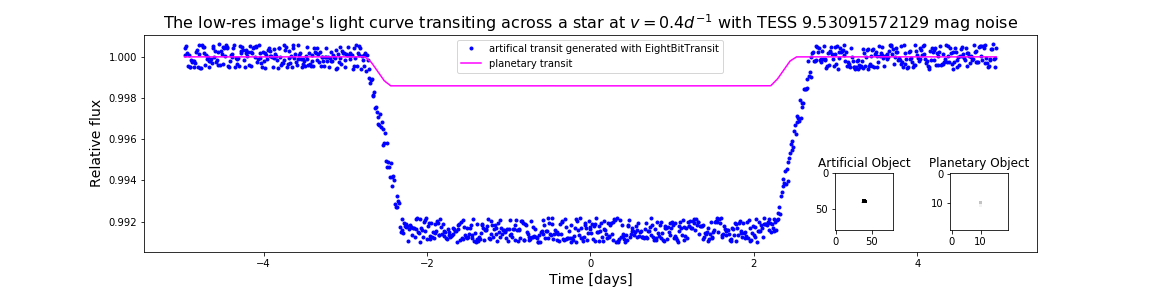 The low-res image's light curve transiting across a star at v = 0.4d⁻¹ with TESS 9.53091572129 mag noise
artifical transit generated with EightBitTransit
planetary transit
Relative flux
1.000
0.998
0.996
0.994
0.992
Artificial Object
0
50
0
50
Planetary Object
0
10
0
10
−4
−2
0
2
4
Time [days]